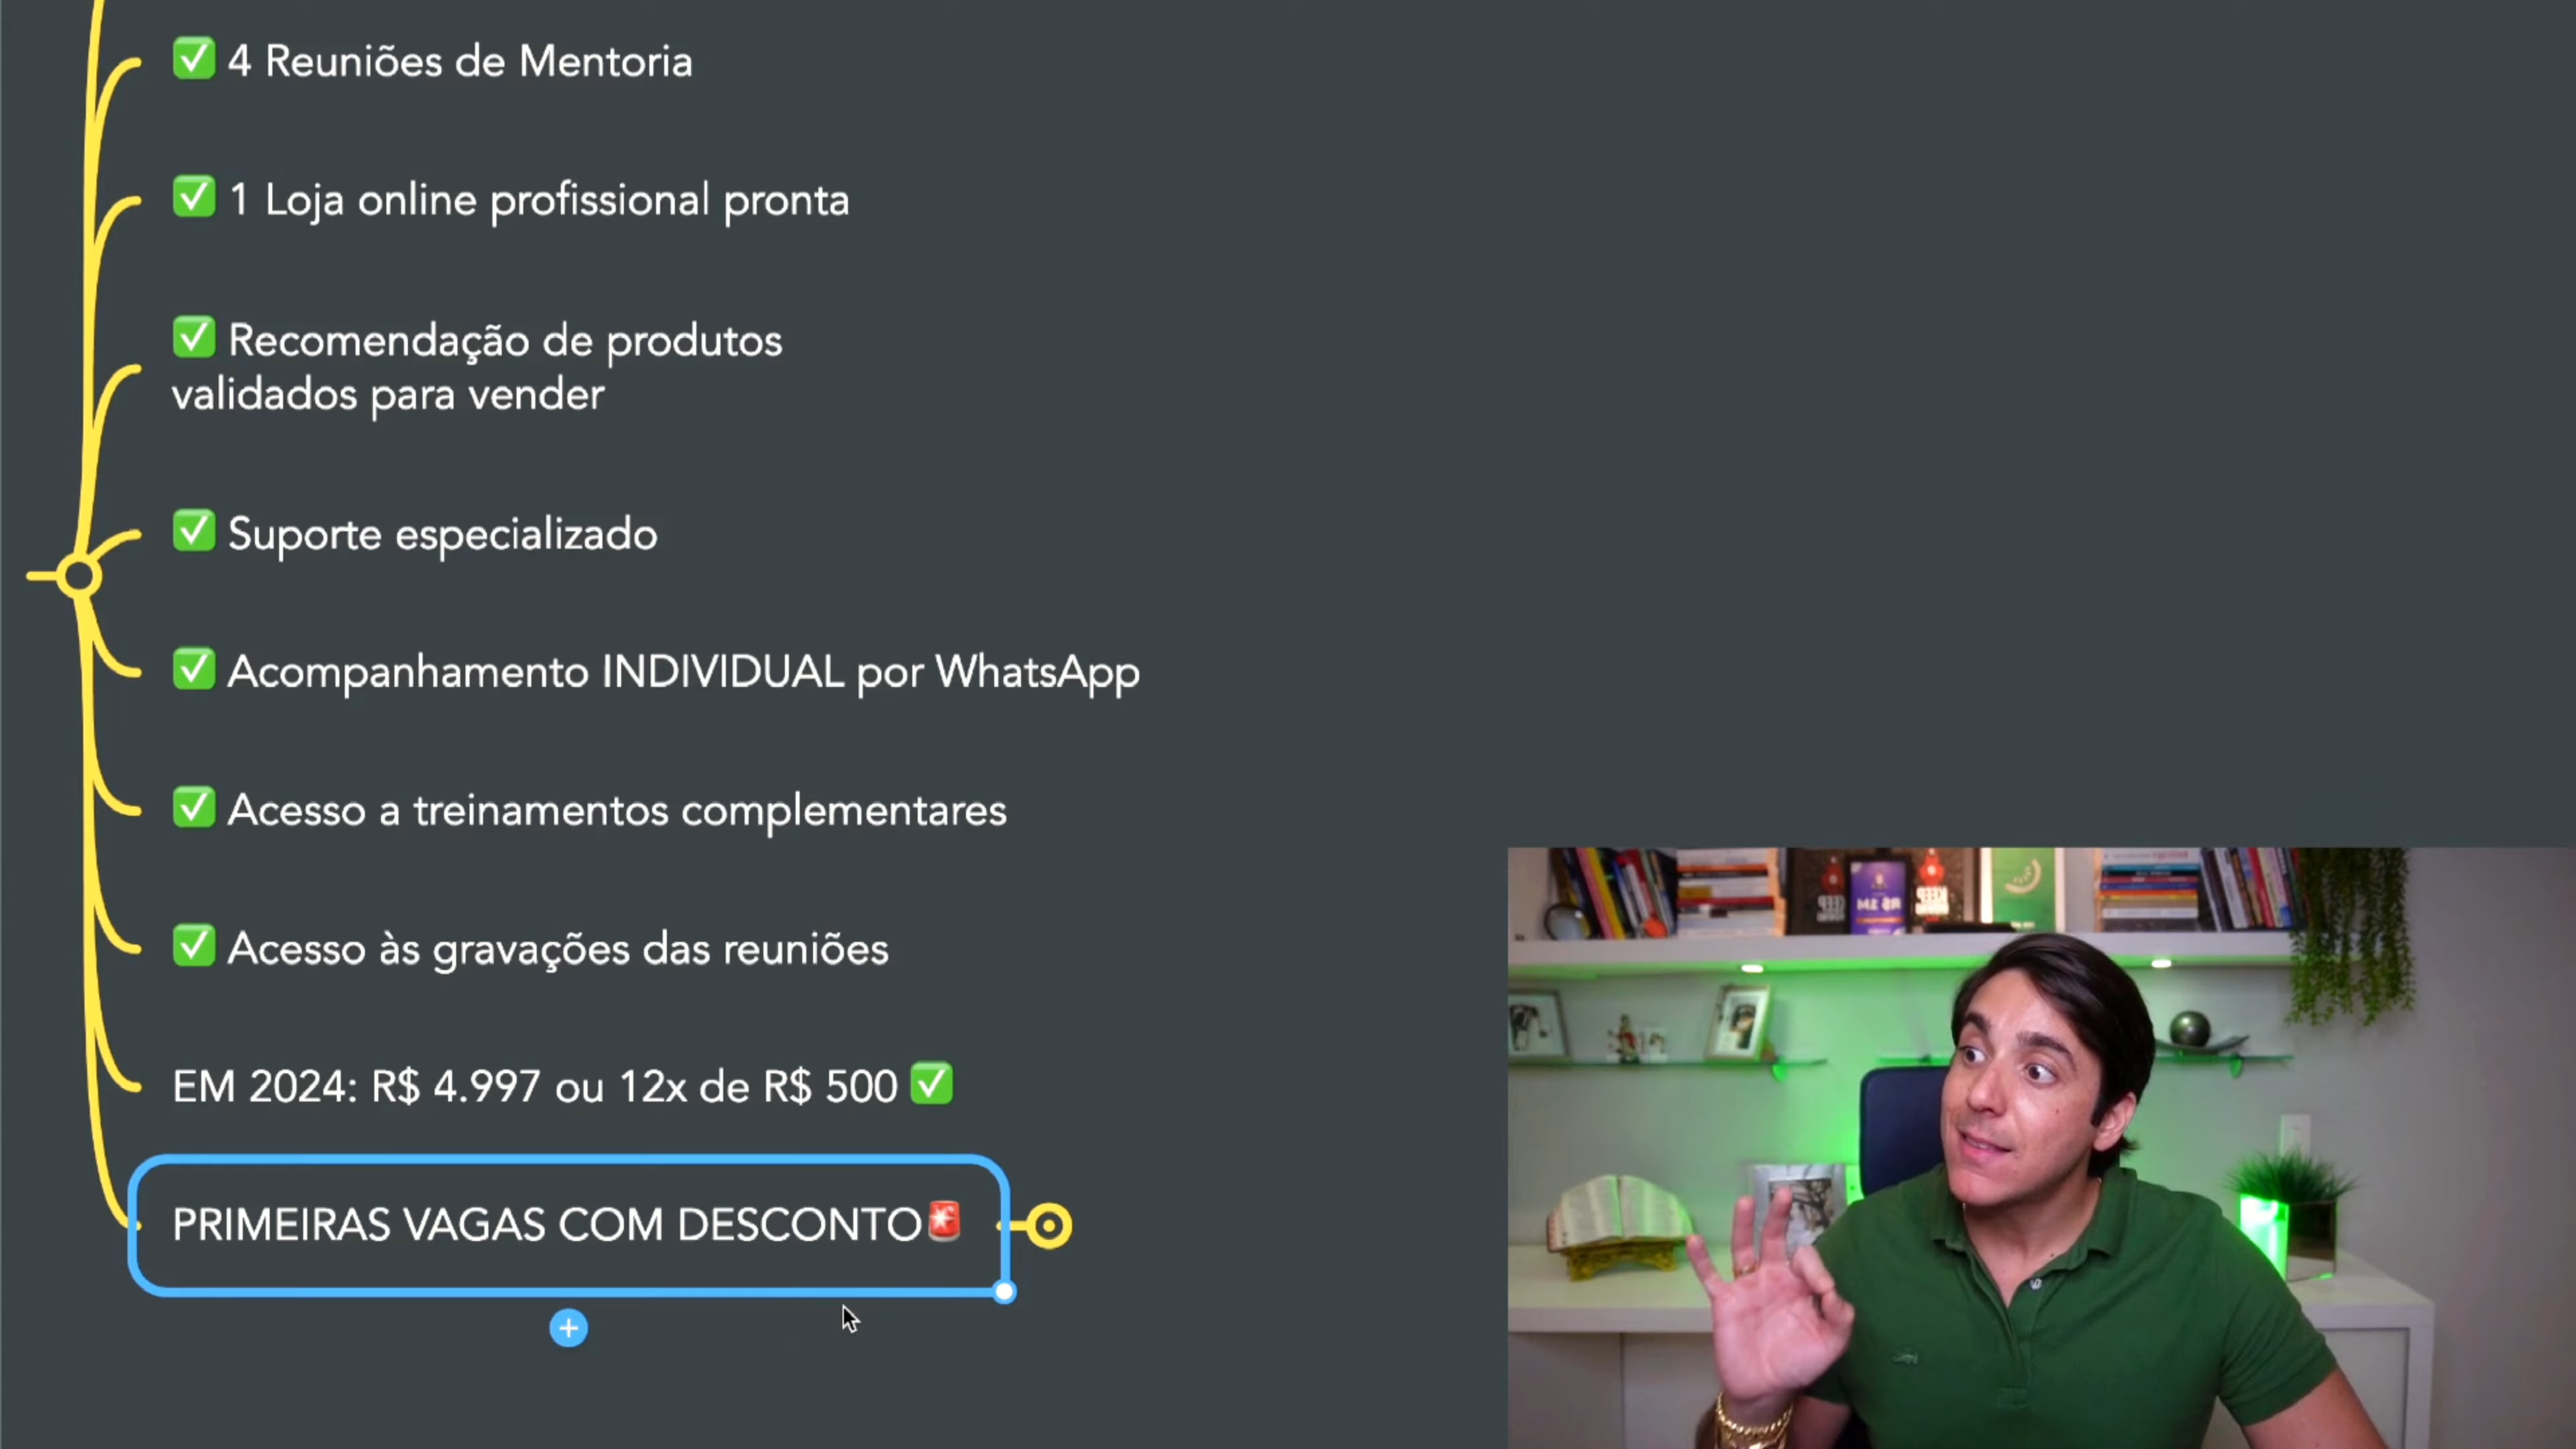 ✅ 4 Reuniões de Mentoria
✅ 1 Loja online profissional pronta
✅ Recomendação de produtos
validados para vender
✅ Suporte especializado
✅ Acompanhamento INDIVIDUAL por WhatsApp
✅ Acesso a treinamentos complementares
✅ Acesso às gravações das reuniões
EM 2024: R$ 4.997 ou 12x de R$ 500 ✅
PRIMEIRAS VAGAS COM DESCONTO🚨